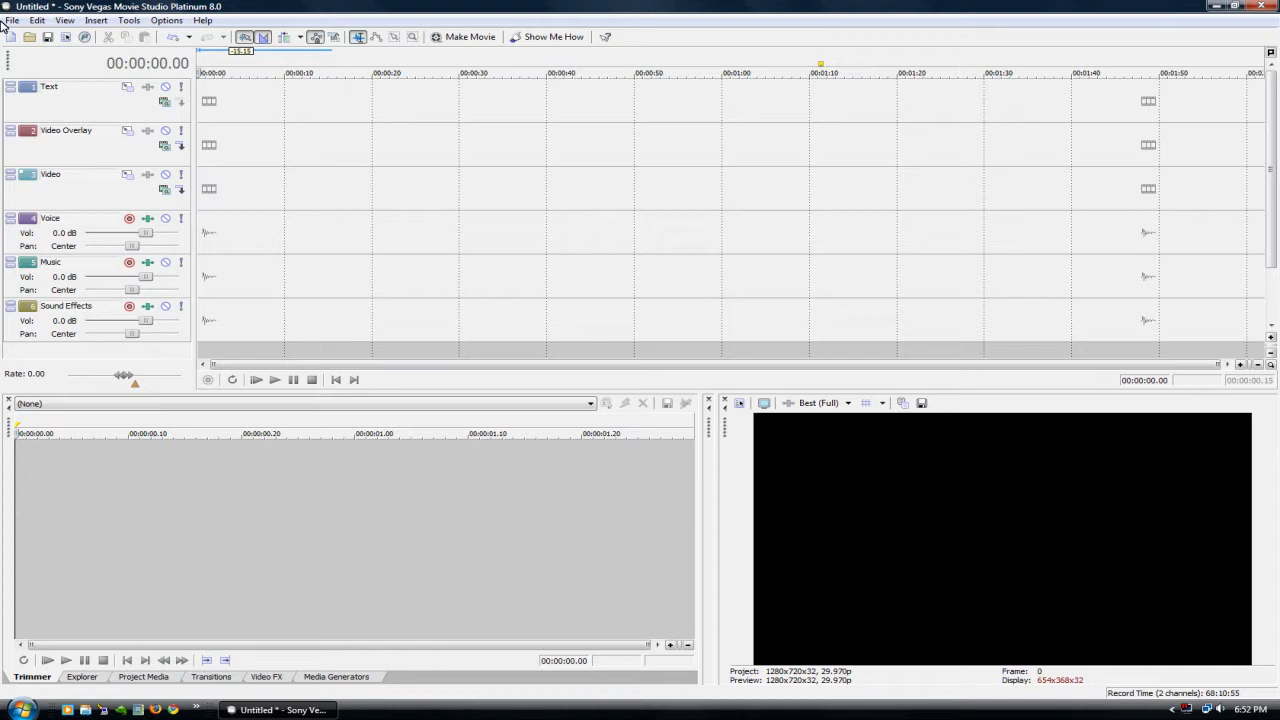 Untitled * - Sony Vegas Movie Studio Platinum 8.0
File Edit View Insert Tools Options Help
Make Movie Show Me How
-15.15
00:00:00.00
00:00:00 00:00:10 00:00:20 00:00:30 00:00:40 00:00:50 00:01:00 00:01:10 00:01:20 00:01:30 00:01:40 00:01:50
1 Text
2 Video Overlay
3 Video
4 Voice
Vol: 0.0 dB
Pan: Center
5 Music
Vol: 0.0 dB
Pan: Center
6 Sound Effects
Vol: 0.0 dB
Pan: Center
Rate: 0.00
00:00:00.00 00:00:00.15
(None)
Best (Full)
00:00:00.00 00:00:00.10 00:00:00.20 00:00:01.00 00:00:01.10 00:00:01.20
00:00:00.00
Project: 1280x720x32, 29.970p Frame: 0
Preview: 1280x720x32, 29.970p Display: 654x368x32
Trimmer Explorer Project Media Transitions Video FX Media Generators
Record Time (2 channels): 68:10:55
Untitled * - Sony Ve... 6:52 PM